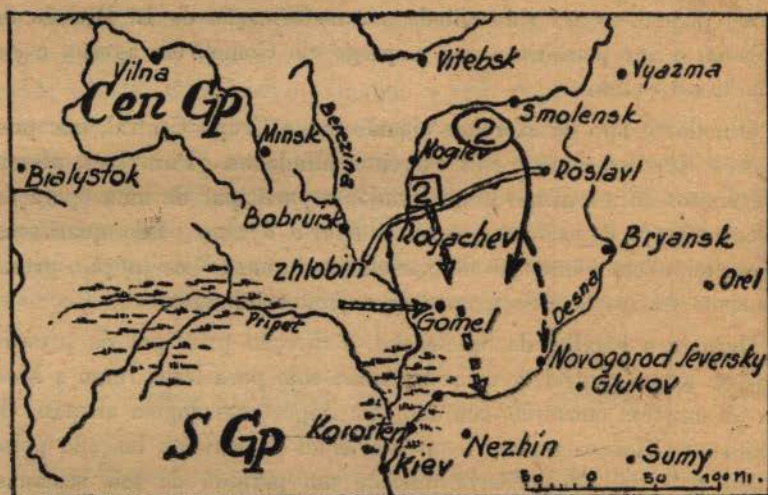 Vilna
Vitebsk
Vyazma
Cen Gp
Smolensk
Berezina
Minsk
2
Noglev
Bialystok
Roslavl
2
Bobruisk
Rogachev
Bryansk
Zhlobin
Orel
Desna
Gomel
Pripet
Novogorod Seversky
Glukov
S Gp
Kororten
Nezhin
Kiev
Sumy
50 0 50 100 MI.